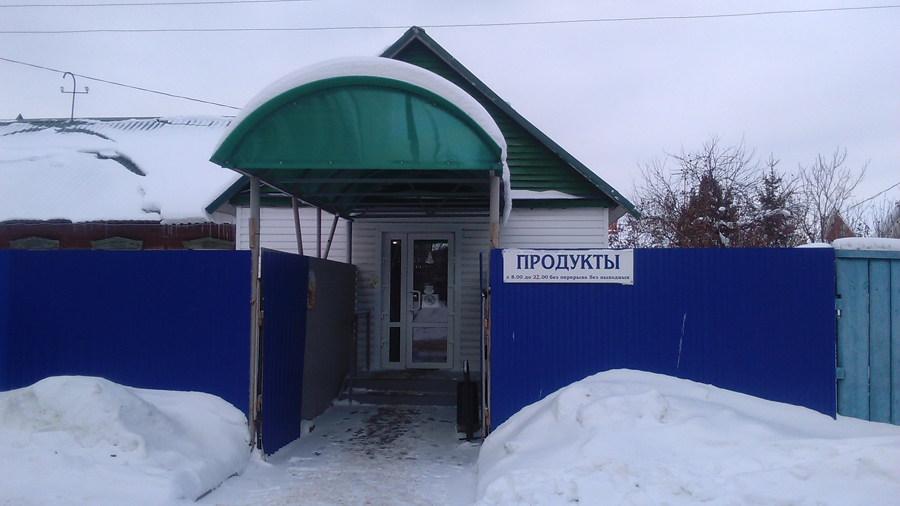 ПРОДУКТЫ
с 8.00 до 22.00 без перерыва без выходных